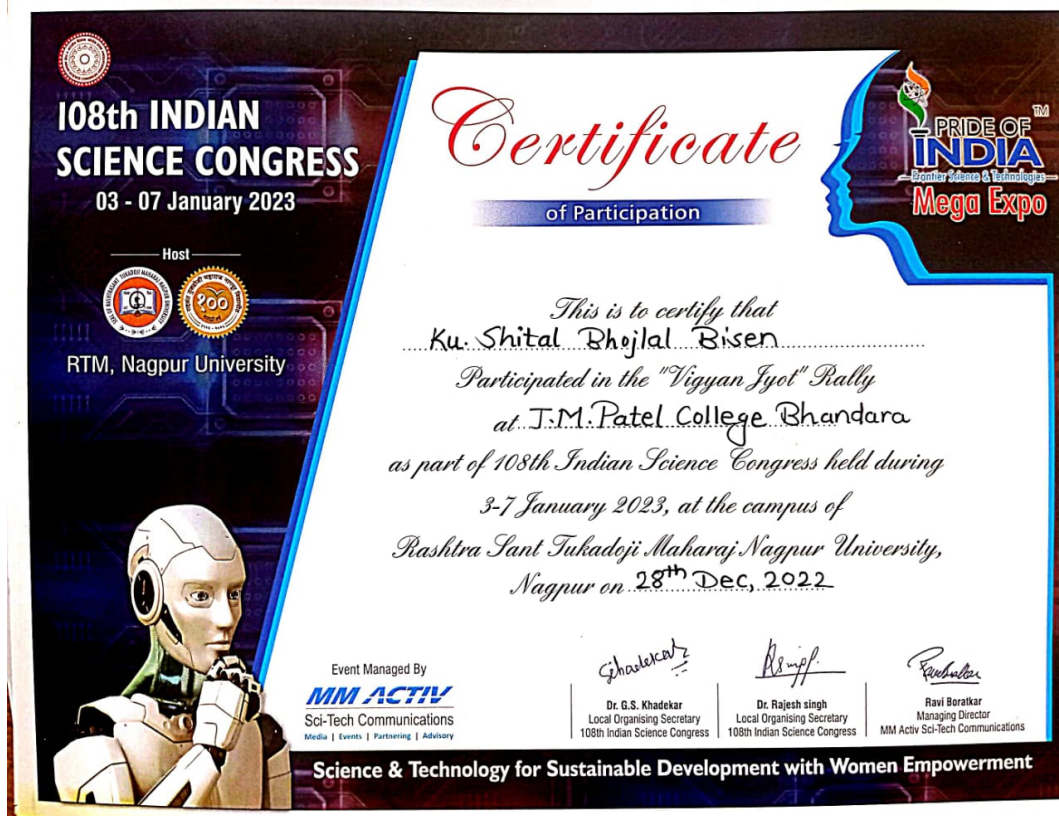 108th INDIAN
SCIENCE CONGRESS
03 - 07 January 2023
Host
RTM, Nagpur University
Certificate
of Participation
PRIDE OF
INDIA
TM
Frontier Science & Technologies
Mega Expo
This is to certify that
Ku. Shital Bhojlal Bisen
Participated in the "Vigyan Jyot" Rally
at J.M. Patel College Bhandara
as part of 108th Indian Science Congress held during
3-7 January 2023, at the campus of
Rashtra Sant Tukadoji Maharaj Nagpur University,
Nagpur on 28th Dec, 2022
Event Managed By
MM ACTIV
Sci-Tech Communications
Media | Events | Partnering | Advisory
Dr. G.S. Khadekar
Local Organising Secretary
108th Indian Science Congress
Dr. Rajesh singh
Local Organising Secretary
108th Indian Science Congress
Ravi Boratkar
Managing Director
MM Activ Sci-Tech Communications
Science & Technology for Sustainable Development with Women Empowerment